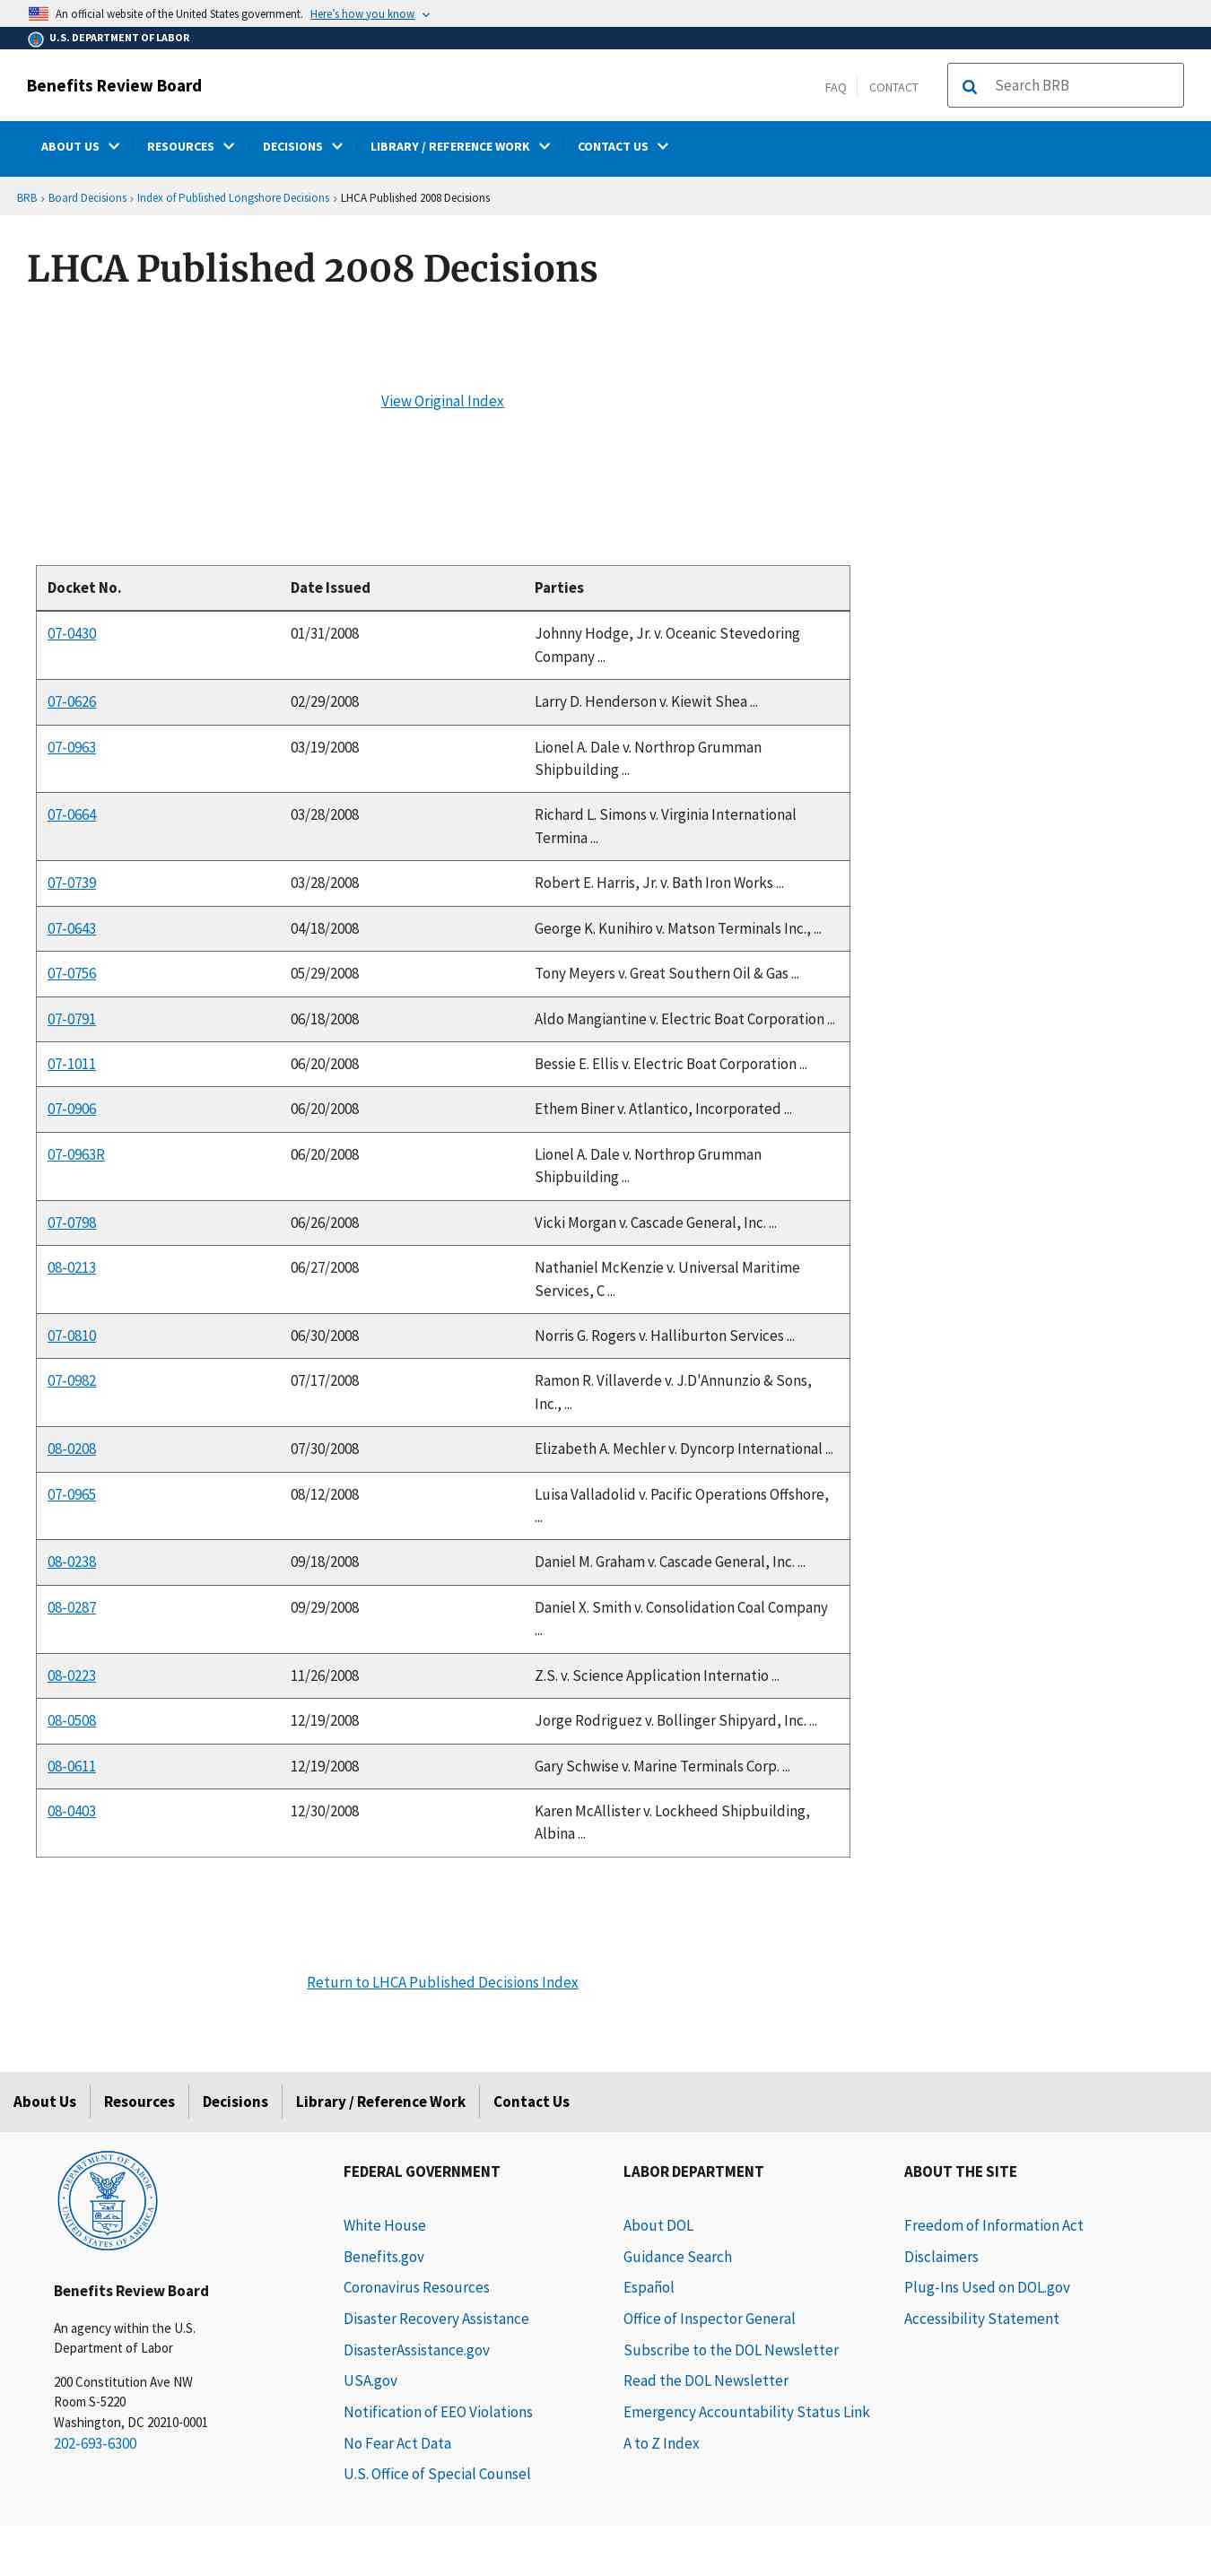 An official website of the United States government. Here's how you know
U.S. DEPARTMENT OF LABOR
Benefits Review Board
FAQ
CONTACT
Search BRB
ABOUT US
RESOURCES
DECISIONS
LIBRARY / REFERENCE WORK
CONTACT US
BRB › Board Decisions › Index of Published Longshore Decisions › LHCA Published 2008 Decisions
LHCA Published 2008 Decisions
View Original Index
Docket No. Date Issued Parties
07-0430 01/31/2008 Johnny Hodge, Jr. v. Oceanic Stevedoring
Company ...
07-0626 02/29/2008 Larry D. Henderson v. Kiewit Shea ...
07-0963 03/19/2008 Lionel A. Dale v. Northrop Grumman
Shipbuilding ...
07-0664 03/28/2008 Richard L. Simons v. Virginia International
Termina ...
07-0739 03/28/2008 Robert E. Harris, Jr. v. Bath Iron Works ...
07-0643 04/18/2008 George K. Kunihiro v. Matson Terminals Inc., ...
07-0756 05/29/2008 Tony Meyers v. Great Southern Oil & Gas ...
07-0791 06/18/2008 Aldo Mangiantine v. Electric Boat Corporation ...
07-1011 06/20/2008 Bessie E. Ellis v. Electric Boat Corporation ...
07-0906 06/20/2008 Ethem Biner v. Atlantico, Incorporated ...
07-0963R 06/20/2008 Lionel A. Dale v. Northrop Grumman
Shipbuilding ...
07-0798 06/26/2008 Vicki Morgan v. Cascade General, Inc. ...
08-0213 06/27/2008 Nathaniel McKenzie v. Universal Maritime
Services, C ...
07-0810 06/30/2008 Norris G. Rogers v. Halliburton Services ...
07-0982 07/17/2008 Ramon R. Villaverde v. J.D'Annunzio & Sons,
Inc., ...
08-0208 07/30/2008 Elizabeth A. Mechler v. Dyncorp International ...
07-0965 08/12/2008 Luisa Valladolid v. Pacific Operations Offshore,
...
08-0238 09/18/2008 Daniel M. Graham v. Cascade General, Inc. ...
08-0287 09/29/2008 Daniel X. Smith v. Consolidation Coal Company
...
08-0223 11/26/2008 Z.S. v. Science Application Internatio ...
08-0508 12/19/2008 Jorge Rodriguez v. Bollinger Shipyard, Inc. ...
08-0611 12/19/2008 Gary Schwise v. Marine Terminals Corp. ...
08-0403 12/30/2008 Karen McAllister v. Lockheed Shipbuilding,
Albina ...
Return to LHCA Published Decisions Index
About Us
Resources
Decisions
Library / Reference Work
Contact Us
DEPARTMENT OF LABOR
UNITED STATES OF AMERICA
Benefits Review Board
An agency within the U.S.
Department of Labor
200 Constitution Ave NW
Room S-5220
Washington, DC 20210-0001
202-693-6300
FEDERAL GOVERNMENT
White House
Benefits.gov
Coronavirus Resources
Disaster Recovery Assistance
DisasterAssistance.gov
USA.gov
Notification of EEO Violations
No Fear Act Data
U.S. Office of Special Counsel
LABOR DEPARTMENT
About DOL
Guidance Search
Español
Office of Inspector General
Subscribe to the DOL Newsletter
Read the DOL Newsletter
Emergency Accountability Status Link
A to Z Index
ABOUT THE SITE
Freedom of Information Act
Disclaimers
Plug-Ins Used on DOL.gov
Accessibility Statement